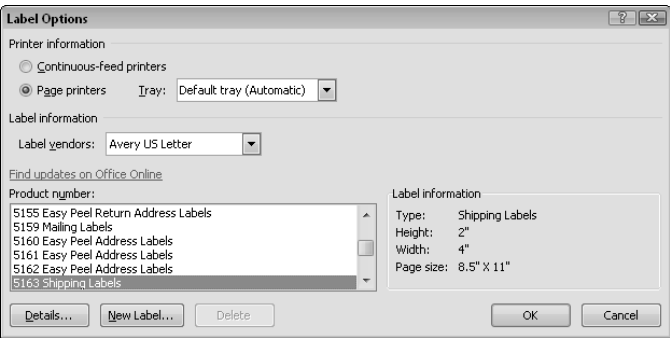 Label Options
Printer information
Continuous-feed printers
Page printers Tray: Default tray (Automatic)
Label information
Label vendors: Avery US Letter
Find updates on Office Online
Product number:
5155 Easy Peel Return Address Labels
5159 Mailing Labels
5160 Easy Peel Address Labels
5161 Easy Peel Address Labels
5162 Easy Peel Address Labels
5163 Shipping Labels
Label information
Type: Shipping Labels
Height: 2"
Width: 4"
Page size: 8.5" X 11"
Details... New Label... Delete OK Cancel